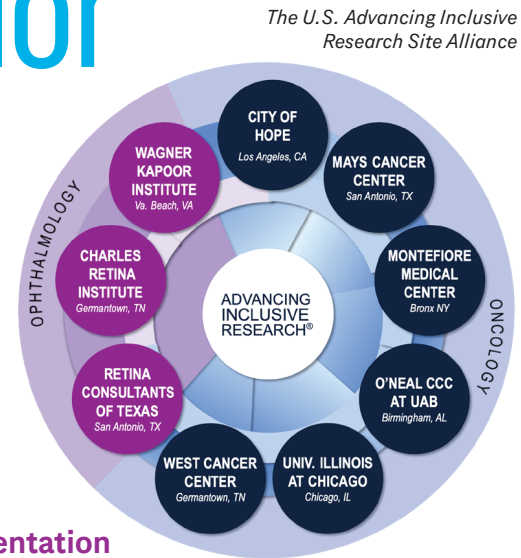 The U.S. Advancing Inclusive
Research Site Alliance
CITY OF
HOPE
Los Angeles, CA
MAYS CANCER
CENTER
San Antonio, TX
MONTEFIORE
MEDICAL
CENTER
Bronx NY
O'NEAL CCC
AT UAB
Birmingham, AL
UNIV. ILLINOIS
AT CHICAGO
Chicago, IL
WEST CANCER
CENTER
Germantown, TN
RETINA
CONSULTANTS
OF TEXAS
San Antonio, TX
CHARLES
RETINA
INSTITUTE
Germantown, TN
WAGNER
KAPOOR
INSTITUTE
Va. Beach, VA
OPHTHALMOLOGY
ONCOLOGY
ADVANCING
INCLUSIVE
RESEARCH®
entation